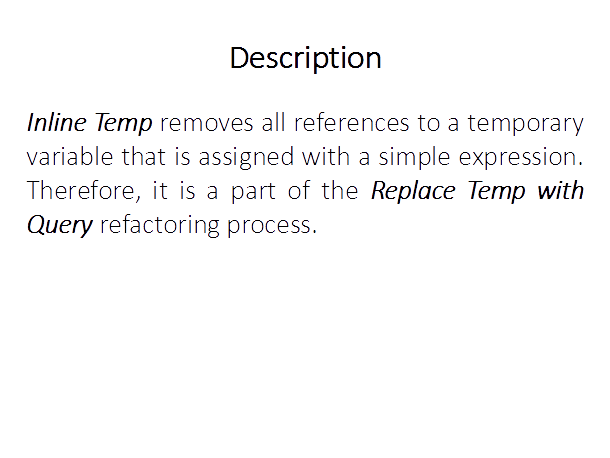 Description
Inline Temp removes all references to a temporary
variable that is assigned with a simple expression.
Therefore, it is a part of the Replace Temp with
Query refactoring process.